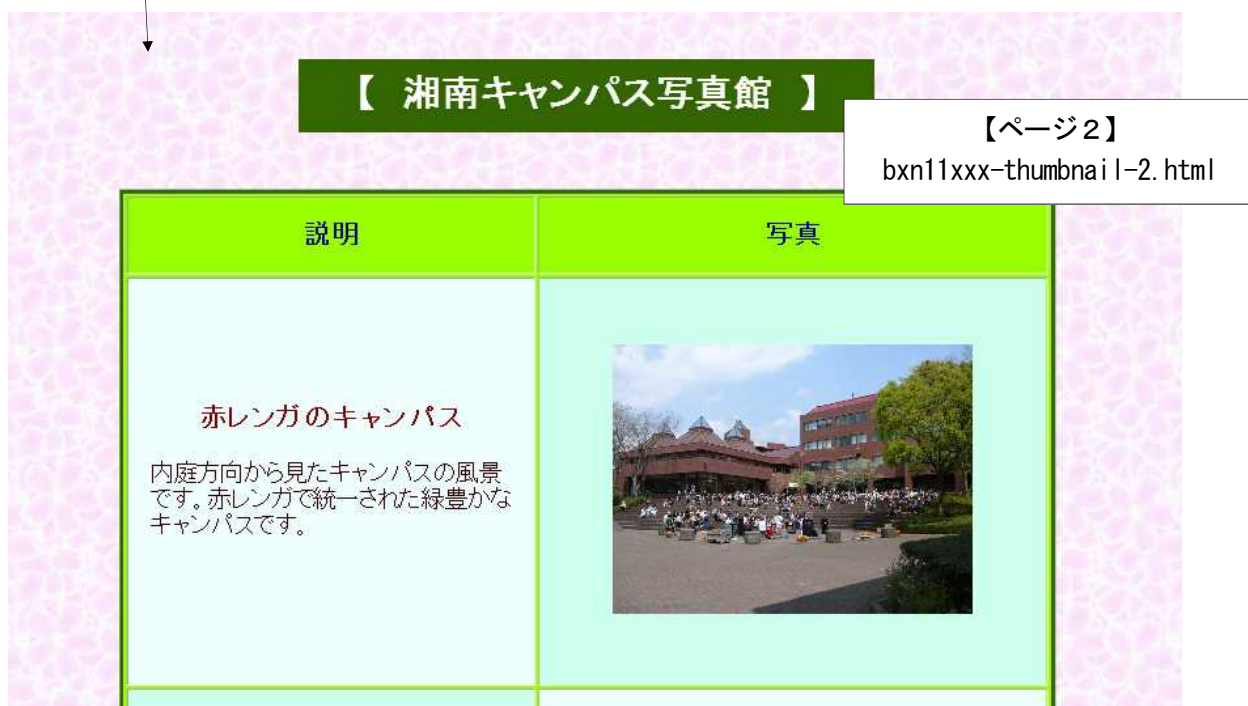 【 湘南キャンパス写真館 】
【ページ２】
bxn11xxx-thumbnail-2.html
説明
写真
赤レンガのキャンパス
内庭方向から見たキャンパスの風景
です。赤レンガで統一された緑豊かな
キャンパスです。